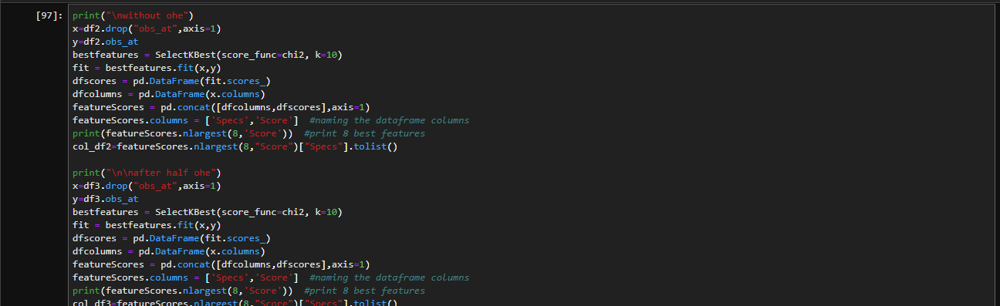 [97]:
print("\nwithout ohe")
x=df2.drop("obs_at",axis=1)
y=df2.obs_at
bestfeatures = SelectKBest(score_func=chi2, k=10)
fit = bestfeatures.fit(x,y)
dfscores = pd.DataFrame(fit.scores_)
dfcolumns = pd.DataFrame(x.columns)
featureScores = pd.concat([dfcolumns,dfscores],axis=1)
featureScores.columns = ['Specs','Score']  #naming the dataframe columns
print(featureScores.nlargest(8,'Score'))  #print 8 best features
col_df2=featureScores.nlargest(8,"Score")["Specs"].tolist()
print("\n\nafter half ohe")
x=df3.drop("obs_at",axis=1)
y=df3.obs_at
bestfeatures = SelectKBest(score_func=chi2, k=10)
fit = bestfeatures.fit(x,y)
dfscores = pd.DataFrame(fit.scores_)
dfcolumns = pd.DataFrame(x.columns)
featureScores = pd.concat([dfcolumns,dfscores],axis=1)
featureScores.columns = ['Specs','Score']  #naming the dataframe columns
print(featureScores.nlargest(8,'Score'))  #print 8 best features
col_df3=featureScores.nlargest(8,"Score")["Specs"].tolist()